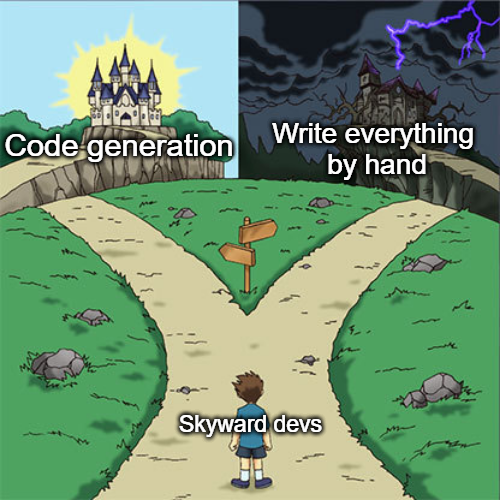 Code generation
Write everything
by hand
Skyward devs